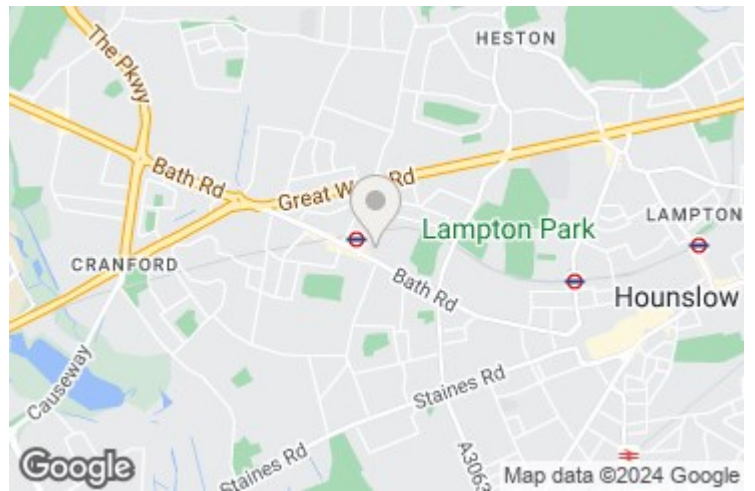 HESTON
The Pkwy
Bath Rd
Great W
Rd
LAMPTON
Lampton Park
CRANFORD
Bath Rd
Hounslow
Causeway
Staines Rd
A3063
Staines Rd
Google
Map data ©2024 Google